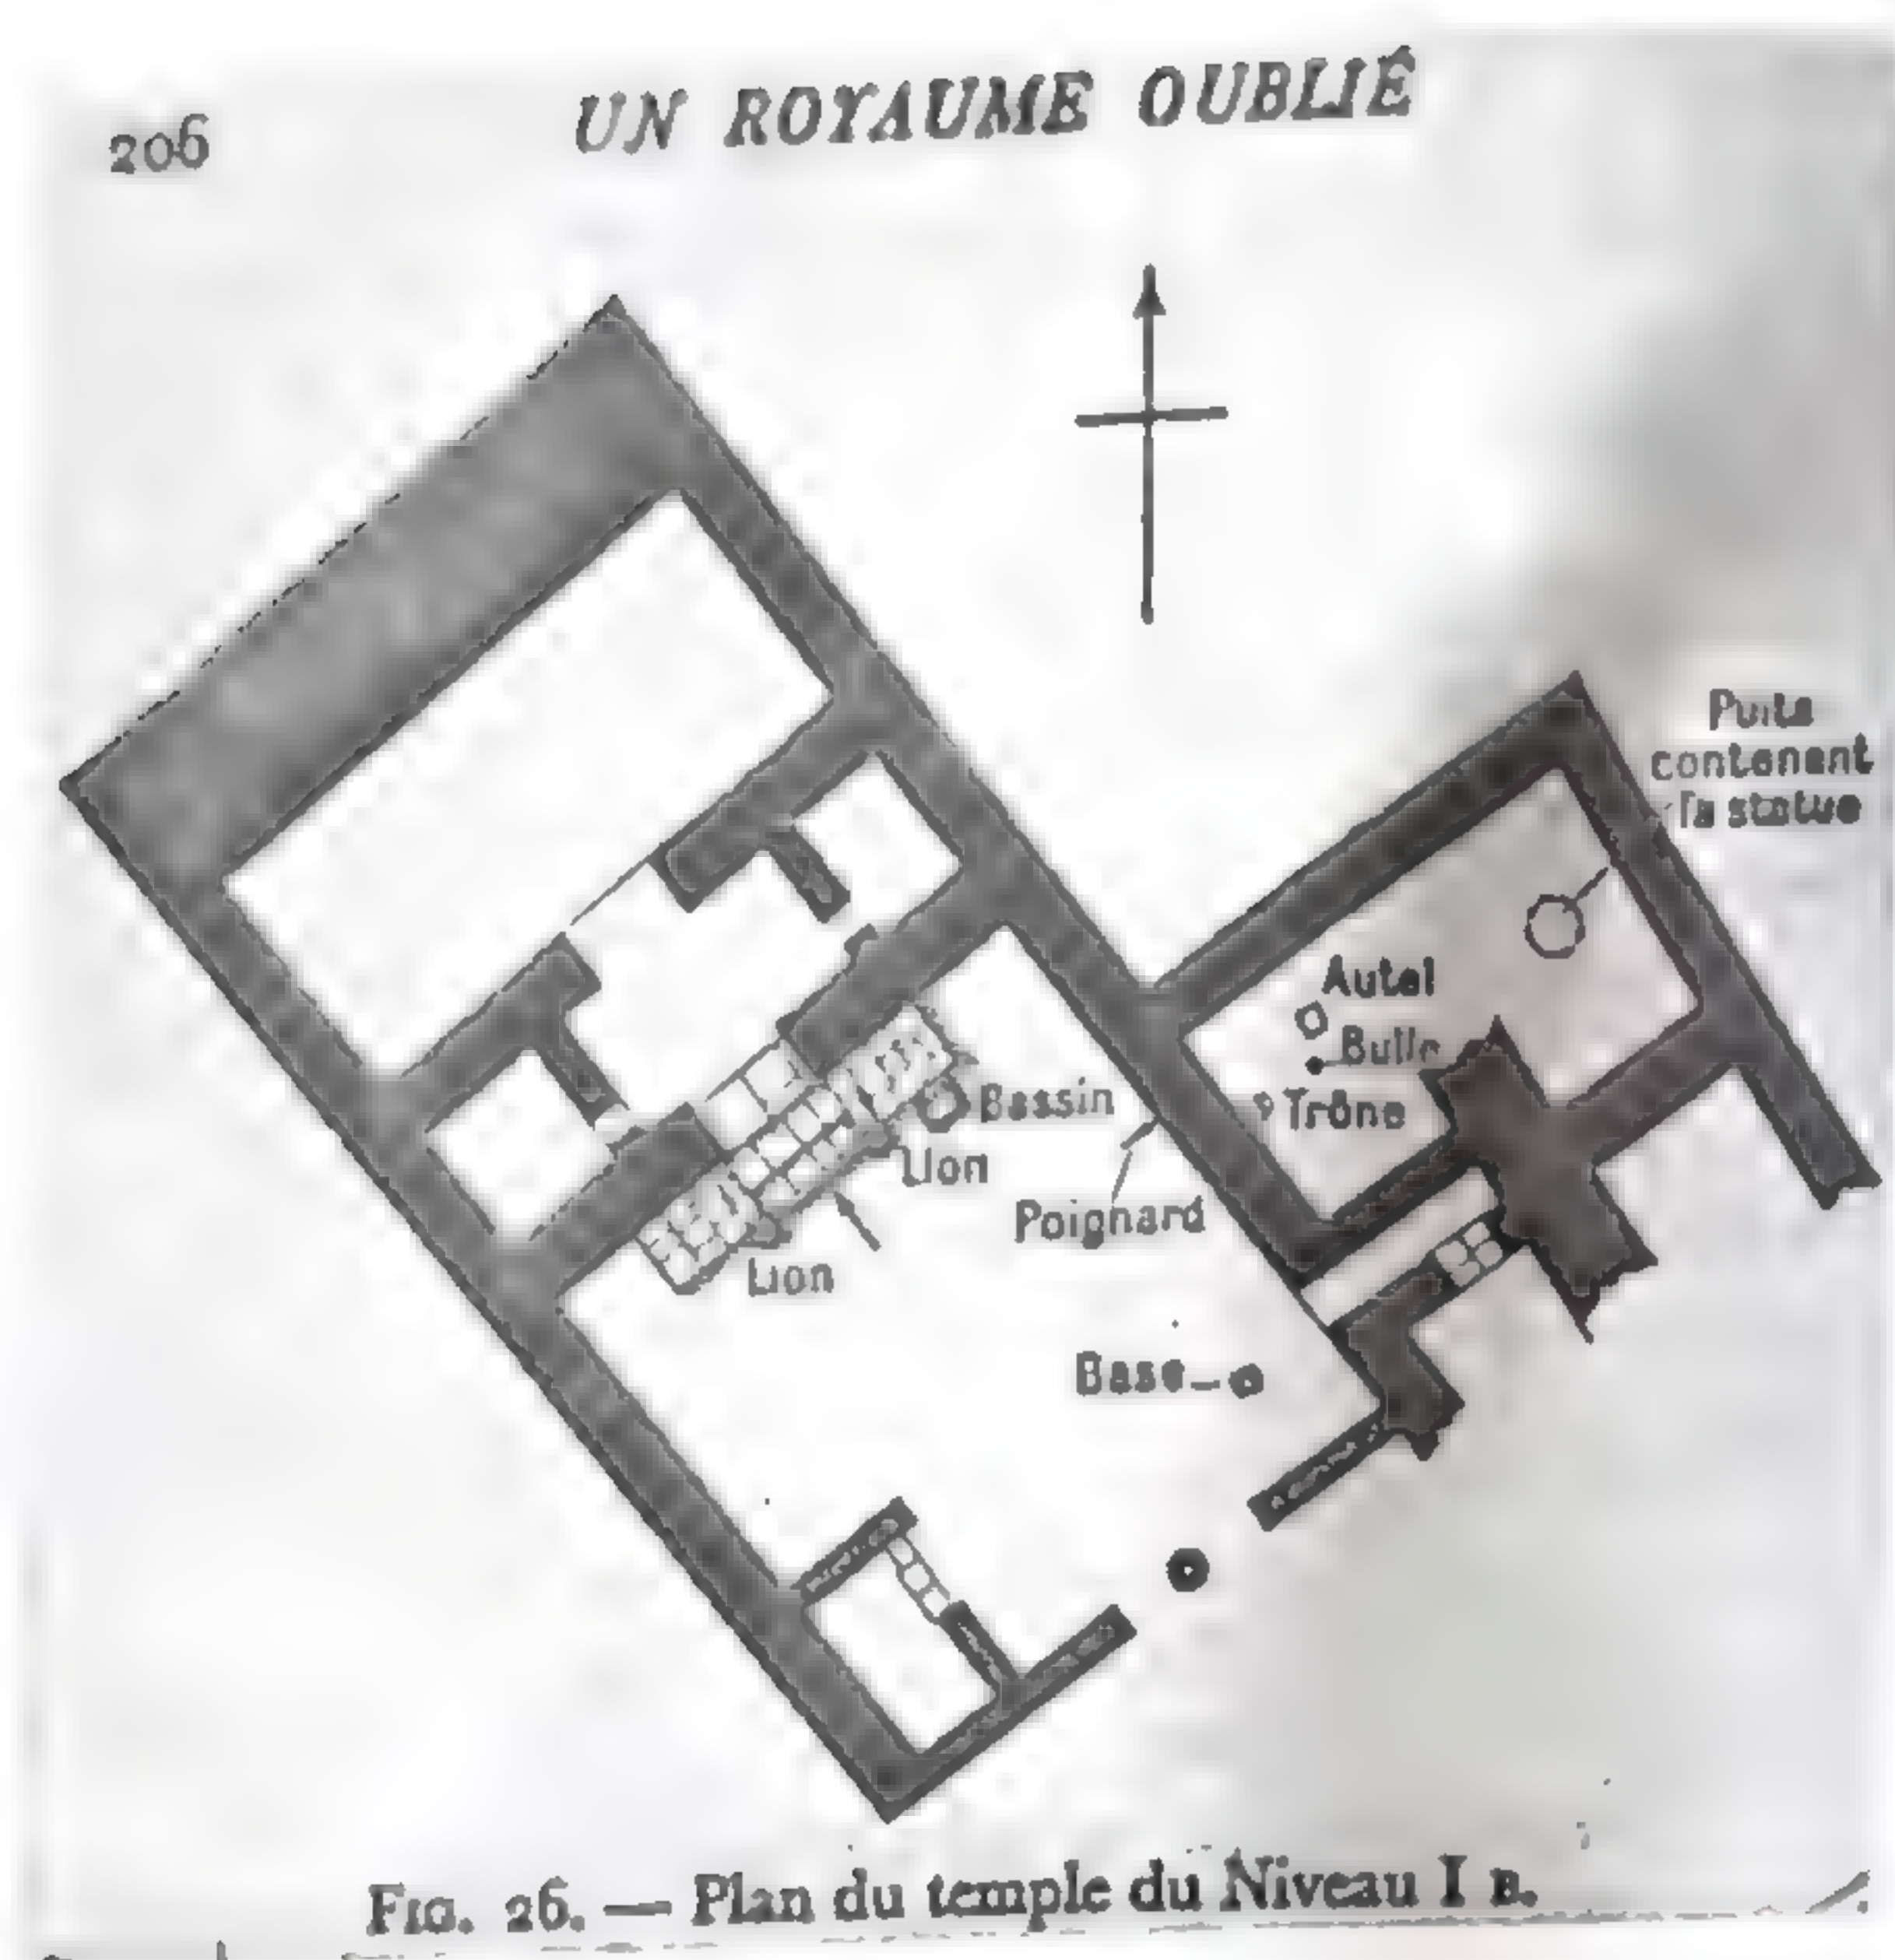 206
UN ROYAUME OUBLIÉ
Puits
contenant
la statue
Autel
Bulle
Trône
Bassin
Lion
Poignard
Lion
Base
FIG. 26. — Plan du temple du Niveau I B.